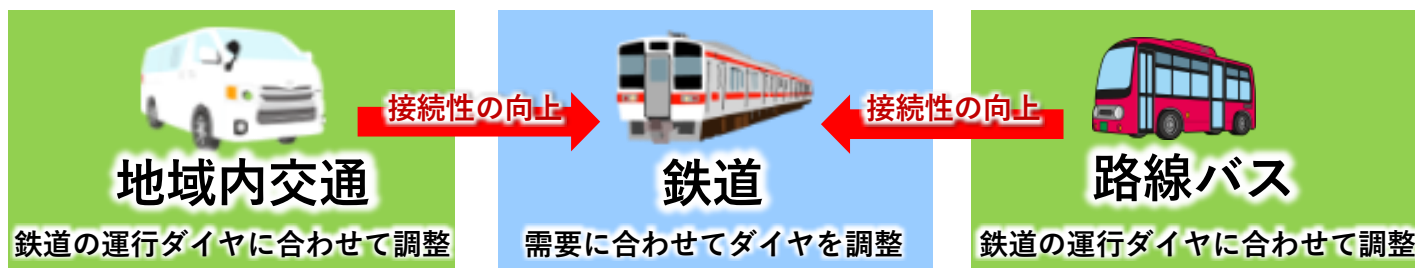 接続性の向上
接続性の向上
地域内交通
鉄道
路線バス
鉄道の運行ダイヤに合わせて調整
需要に合わせてダイヤを調整
鉄道の運行ダイヤに合わせて調整